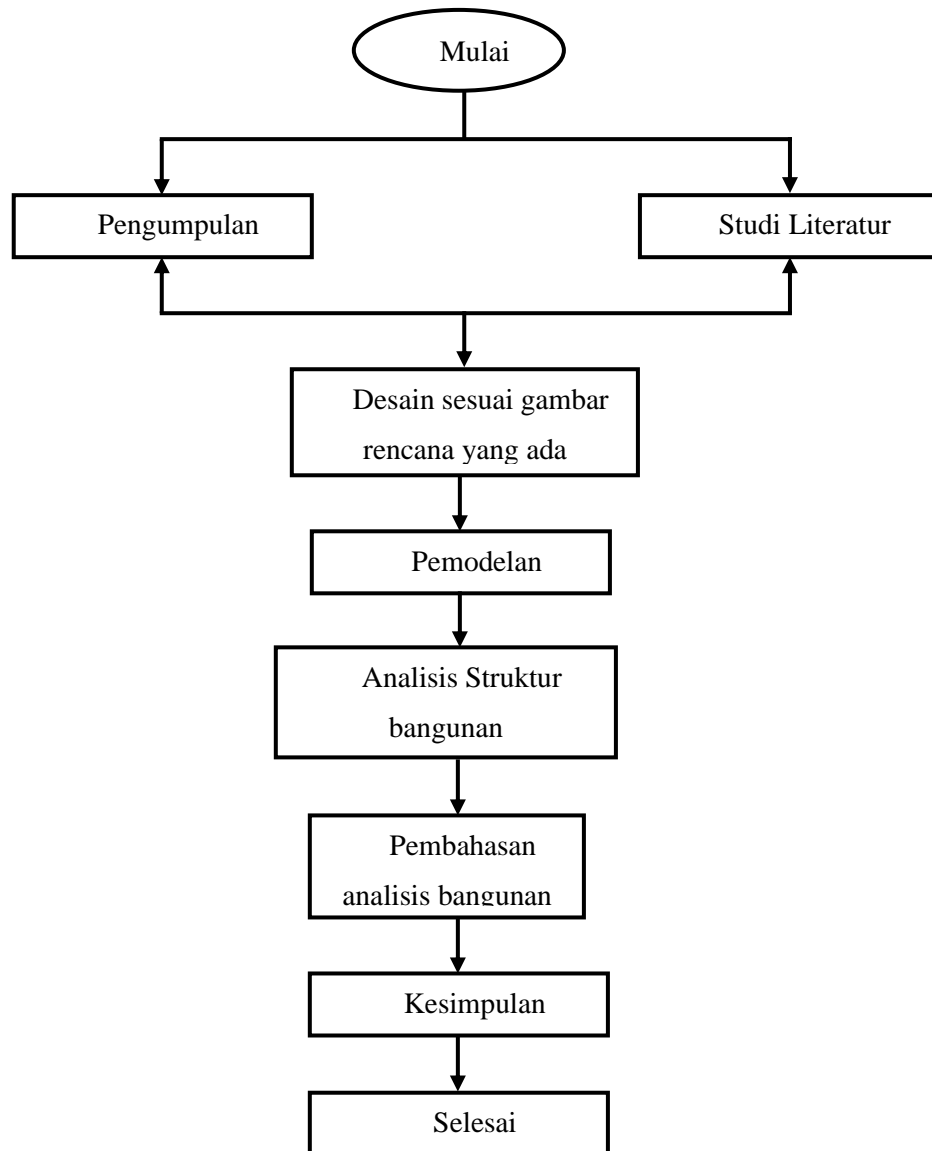 Mulai
Pengumpulan
Studi Literatur
Desain sesuai gambar
rencana yang ada
Pemodelan
Analisis Struktur
bangunan
Pembahasan
analisis bangunan
Kesimpulan
Selesai